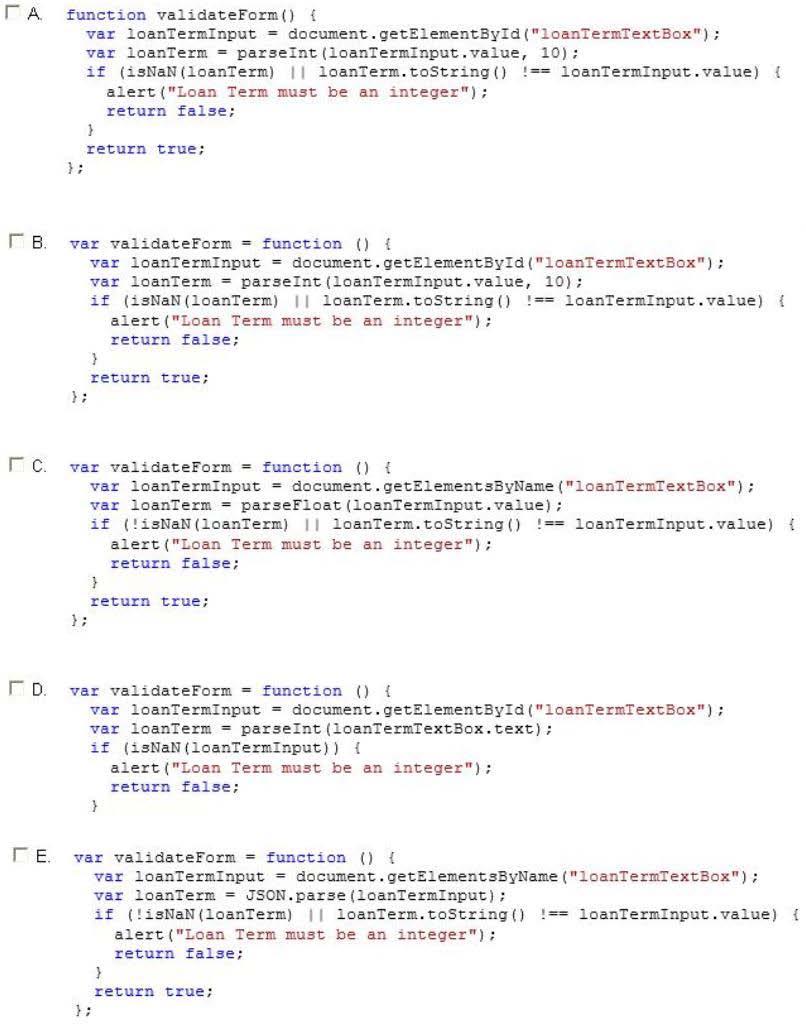 A. function validateForm() {
var loanTermInput = document.getElementById("loanTermTextBox");
var loanTerm = parseInt(loanTermInput.value, 10);
if (isNaN(loanTerm) || loanTerm.toString() !== loanTermInput.value) {
alert("Loan Term must be an integer");
return false;
}
return true;
};
B. var validateForm = function () {
var loanTermInput = document.getElementById("loanTermTextBox");
var loanTerm = parseInt(loanTermInput.value, 10);
if (isNaN(loanTerm) || loanTerm.toString() !== loanTermInput.value) {
alert("Loan Term must be an integer");
return false;
}
return true;
};
C. var validateForm = function () {
var loanTermInput = document.getElementsByName("loanTermTextBox");
var loanTerm = parseFloat(loanTermInput.value);
if (!isNaN(loanTerm) || loanTerm.toString() !== loanTermInput.value) {
alert("Loan Term must be an integer");
return false;
}
return true;
};
D. var validateForm = function () {
var loanTermInput = document.getElementById("loanTermTextBox");
var loanTerm = parseInt(loanTermTextBox.text);
if (isNaN(loanTermInput)) {
alert("Loan Term must be an integer");
return false;
}
E. var validateForm = function () {
var loanTermInput = document.getElementsByName("loanTermTextBox");
var loanTerm = JSON.parse(loanTermInput);
if (!isNaN(loanTerm) || loanTerm.toString() !== loanTermInput.value) {
alert("Loan Term must be an integer");
return false;
}
return true;
};